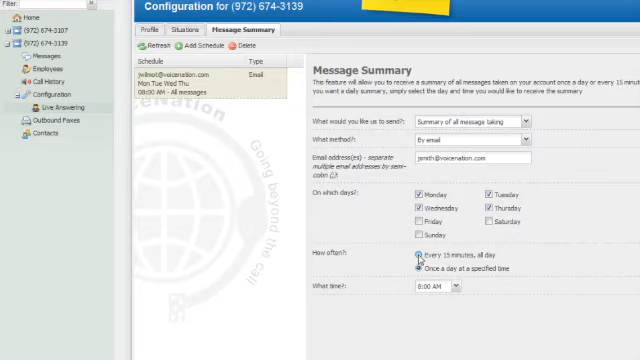 Filter:
Configuration for (972) 674-3139
Home
(972) 674-3107
(972) 674-3139
Messages
Employees
Call History
Configuration
Live Answering
Outbound Faxes
Contacts
Profile Situations Message Summary
Refresh Add Schedule Delete
Schedule Type
jwilmot@voicenation.com Email
Mon Tue Wed Thu
08:00 AM - All messages
Going beyond the call.
Message Summary
This feature will allow you to receive a summary of all messages taken on your account once a day or every 15 minute
you want a daily summary, simply select the day and time you would like to receive the summary
What would you like us to send?: Summary of all message taking
What method?: By email
Email address(es) - separate multiple email addresses by semi-colon (;): jsmith@voicenation.com
On which days?: Monday Tuesday
Wednesday Thursday
Friday Saturday
Sunday
How often?: Every 15 minutes, all day
Once a day at a specified time
What time?: 8:00 AM